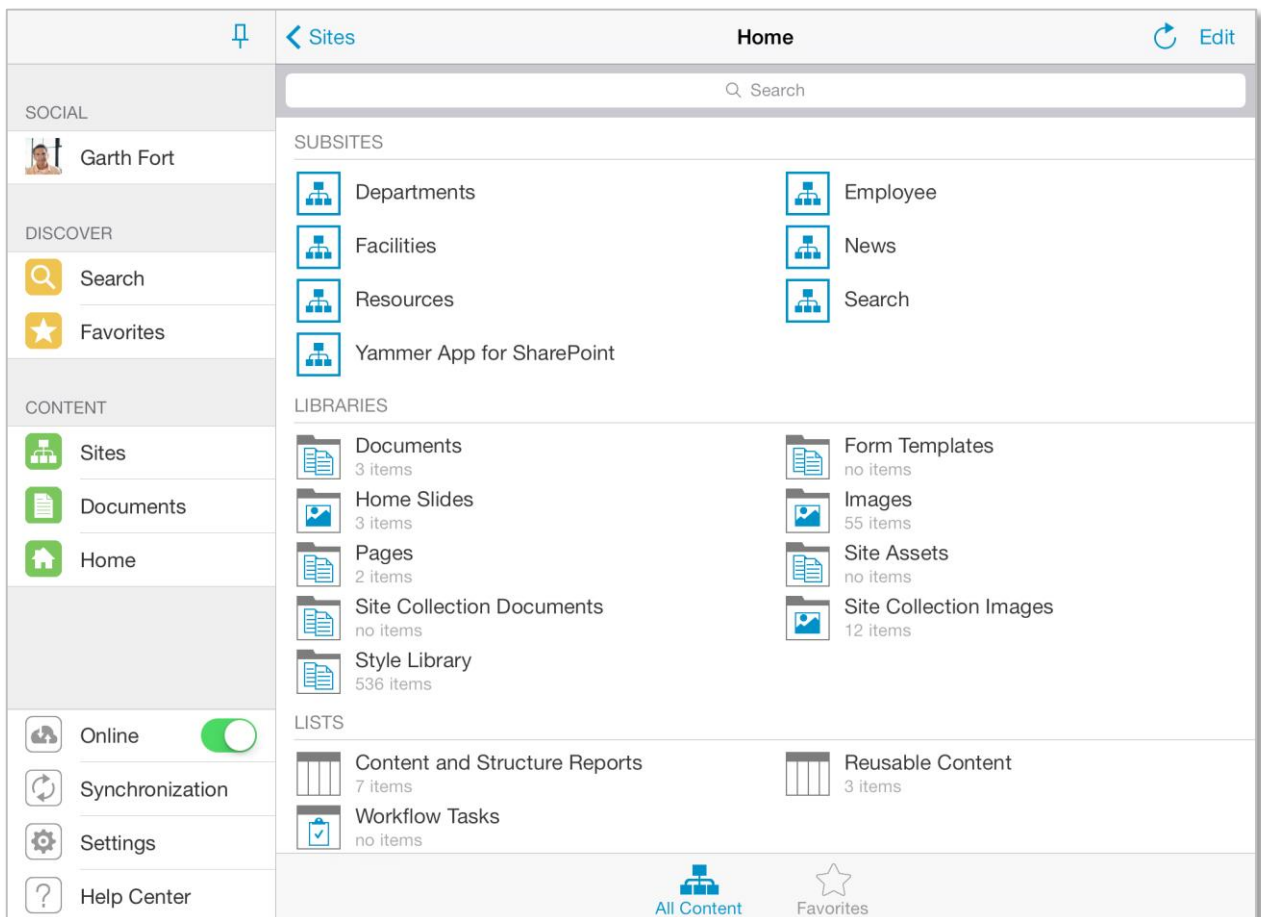 Sites
Home
Edit
Search
SOCIAL
Garth Fort
DISCOVER
Search
Favorites
CONTENT
Sites
Documents
Home
Online
Synchronization
Settings
? Help Center
SUBSITES
Departments
Employee
Facilities
News
Resources
Search
Yammer App for SharePoint
LIBRARIES
Documents
3 items
Form Templates
no items
Home Slides
3 items
Images
55 items
Pages
2 items
Site Assets
no items
Site Collection Documents
no items
Site Collection Images
12 items
Style Library
536 items
LISTS
Content and Structure Reports
7 items
Reusable Content
3 items
Workflow Tasks
no items
All Content
Favorites